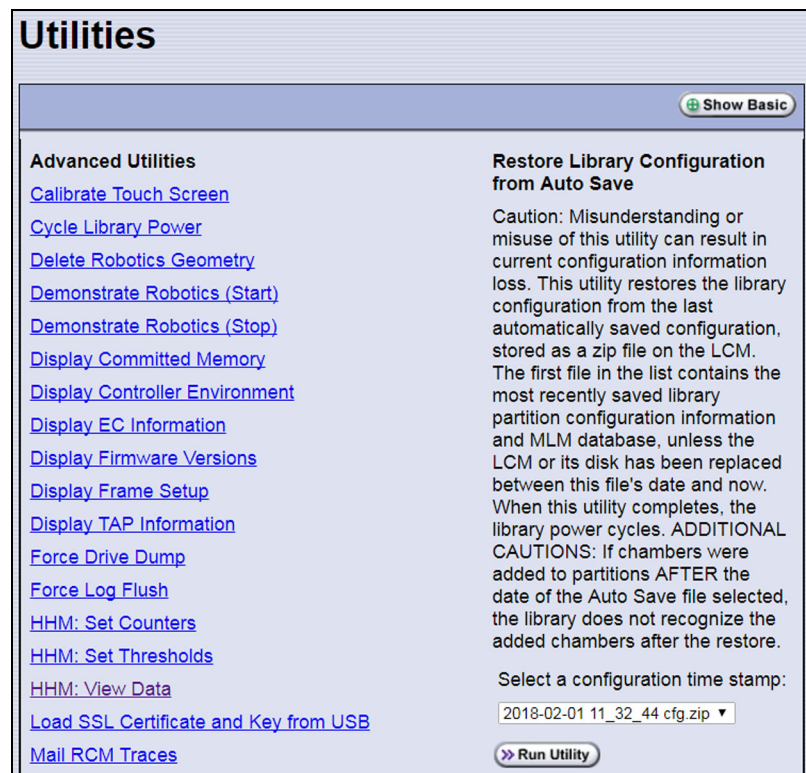 Utilities
Show Basic
Advanced Utilities
Calibrate Touch Screen
Cycle Library Power
Delete Robotics Geometry
Demonstrate Robotics (Start)
Demonstrate Robotics (Stop)
Display Committed Memory
Display Controller Environment
Display EC Information
Display Firmware Versions
Display Frame Setup
Display TAP Information
Force Drive Dump
Force Log Flush
HHM: Set Counters
HHM: Set Thresholds
HHM: View Data
Load SSL Certificate and Key from USB
Mail RCM Traces
Restore Library Configuration
from Auto Save
Caution: Misunderstanding or
misuse of this utility can result in
current configuration information
loss. This utility restores the library
configuration from the last
automatically saved configuration,
stored as a zip file on the LCM.
The first file in the list contains the
most recently saved library
partition configuration information
and MLM database, unless the
LCM or its disk has been replaced
between this file's date and now.
When this utility completes, the
library power cycles. ADDITIONAL
CAUTIONS: If chambers were
added to partitions AFTER the
date of the Auto Save file selected,
the library does not recognize the
added chambers after the restore.
Select a configuration time stamp:
2018-02-01 11_32_44 cfg.zip
Run Utility